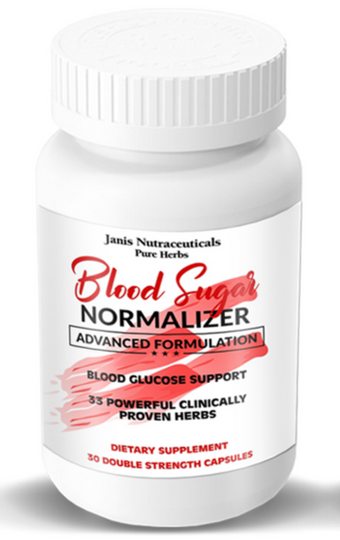 Janis Nutraceuticals
Pure Herbs
Blood Sugar
NORMALIZER
ADVANCED FORMULATION
BLOOD GLUCOSE SUPPORT
33 POWERFUL CLINICALLY
PROVEN HERBS
DIETARY SUPPLEMENT
30 DOUBLE STRENGTH CAPSULES